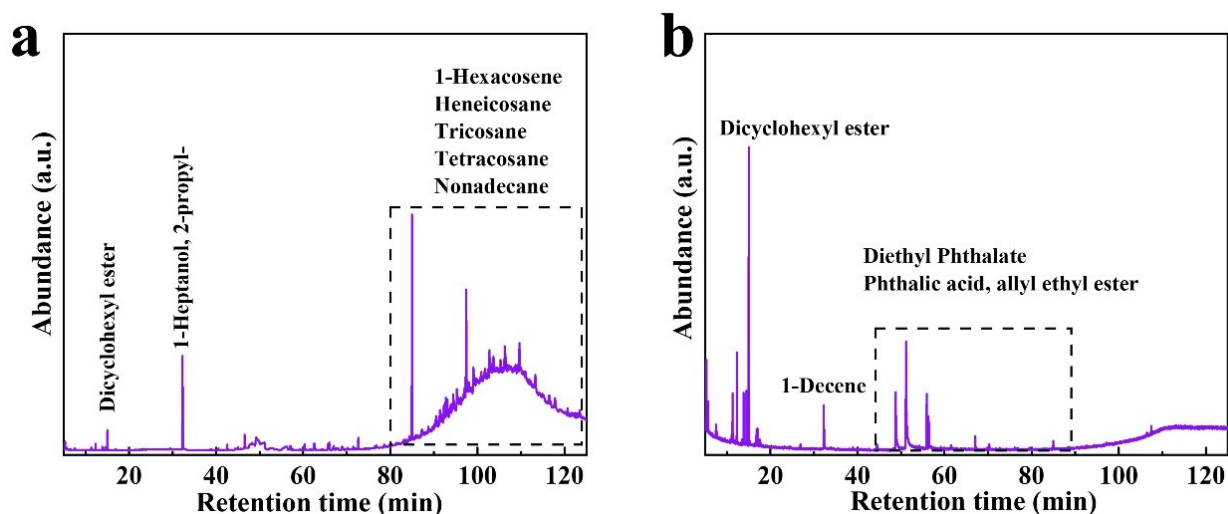 a
Abundance (a.u.)
Dicyclohexyl ester
1-Heptanol, 2-propyl-
1-Hexacosene
Heneicosane
Tricosane
Tetracosane
Nonadecane
20 40 60 80 100 120
Retention time (min)
b
Abundance (a.u.)
Dicyclohexyl ester
1-Decene
Diethyl Phthalate
Phthalic acid, allyl ethyl ester
20 40 60 80 100 120
Retention time (min)